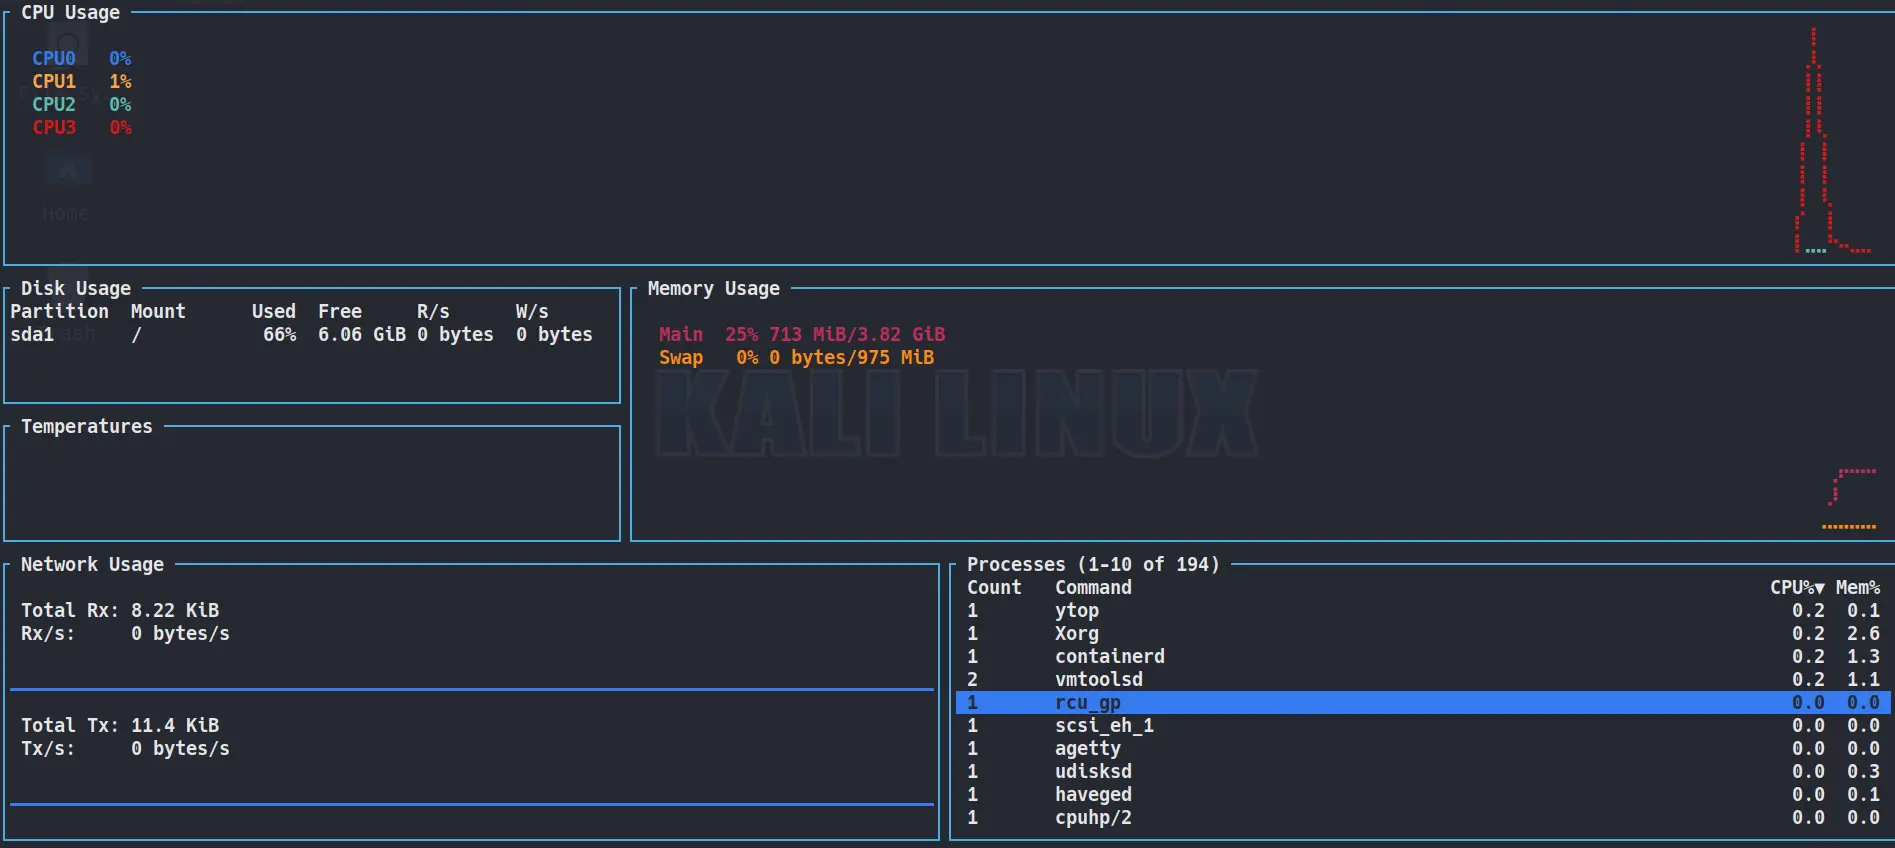 CPU Usage
CPU0 0%
CPU1 1%
CPU2 0%
CPU3 0%
Home
Disk Usage
Partition Mount Used Free R/s W/s
sda1 / 66% 6.06 GiB 0 bytes 0 bytes
Temperatures
Memory Usage
Main 25% 713 MiB/3.82 GiB
Swap 0% 0 bytes/975 MiB
KALI LINUX
Network Usage
Total Rx: 8.22 KiB
Rx/s: 0 bytes/s
Total Tx: 11.4 KiB
Tx/s: 0 bytes/s
Processes (1-10 of 194)
Count Command CPU%▼ Mem%
1 ytop 0.2 0.1
1 Xorg 0.2 2.6
1 containerd 0.2 1.3
2 vmtoolsd 0.2 1.1
1 rcu_gp 0.0 0.0
1 scsi_eh_1 0.0 0.0
1 agetty 0.0 0.0
1 udisksd 0.0 0.3
1 haveged 0.0 0.1
1 cpuhp/2 0.0 0.0